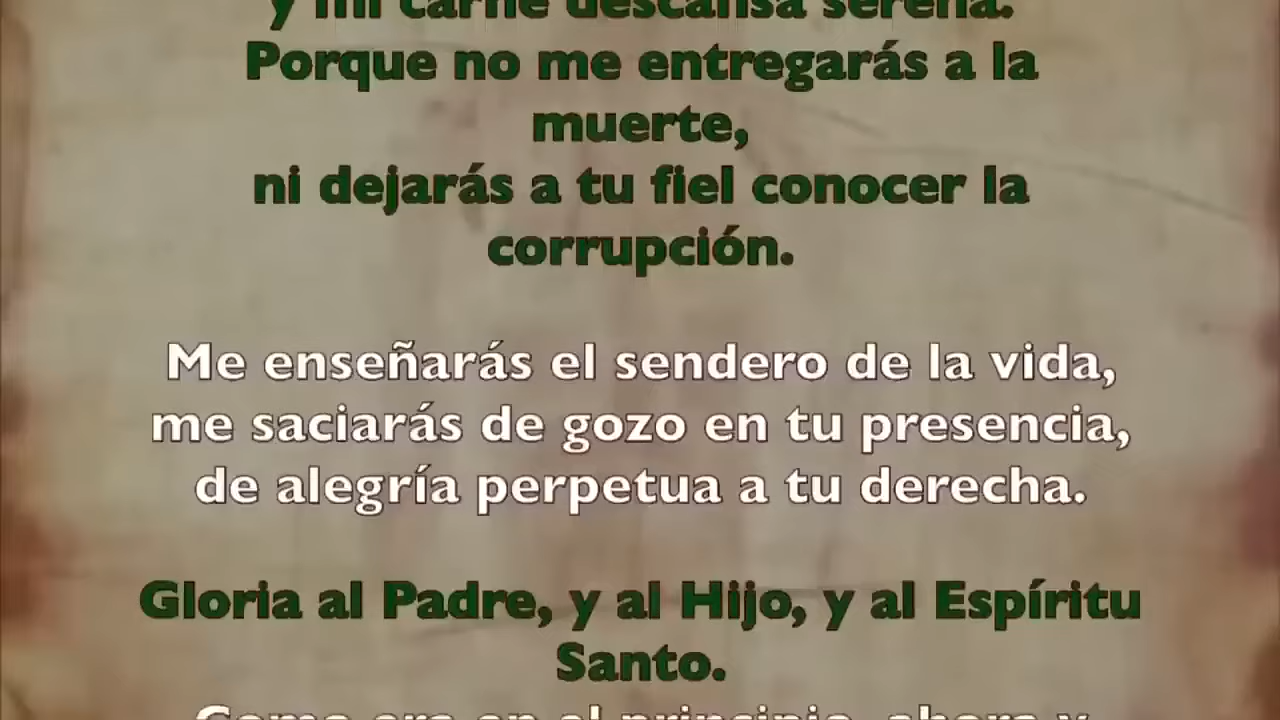 y mi carne descansa serena.
Porque no me entregarás a la
muerte,
ni dejarás a tu fiel conocer la
corrupción.
Me enseñarás el sendero de la vida,
me saciarás de gozo en tu presencia,
de alegría perpetua a tu derecha.
Gloria al Padre, y al Hijo, y al Espíritu
Santo.
Como era en el principio, ahora y